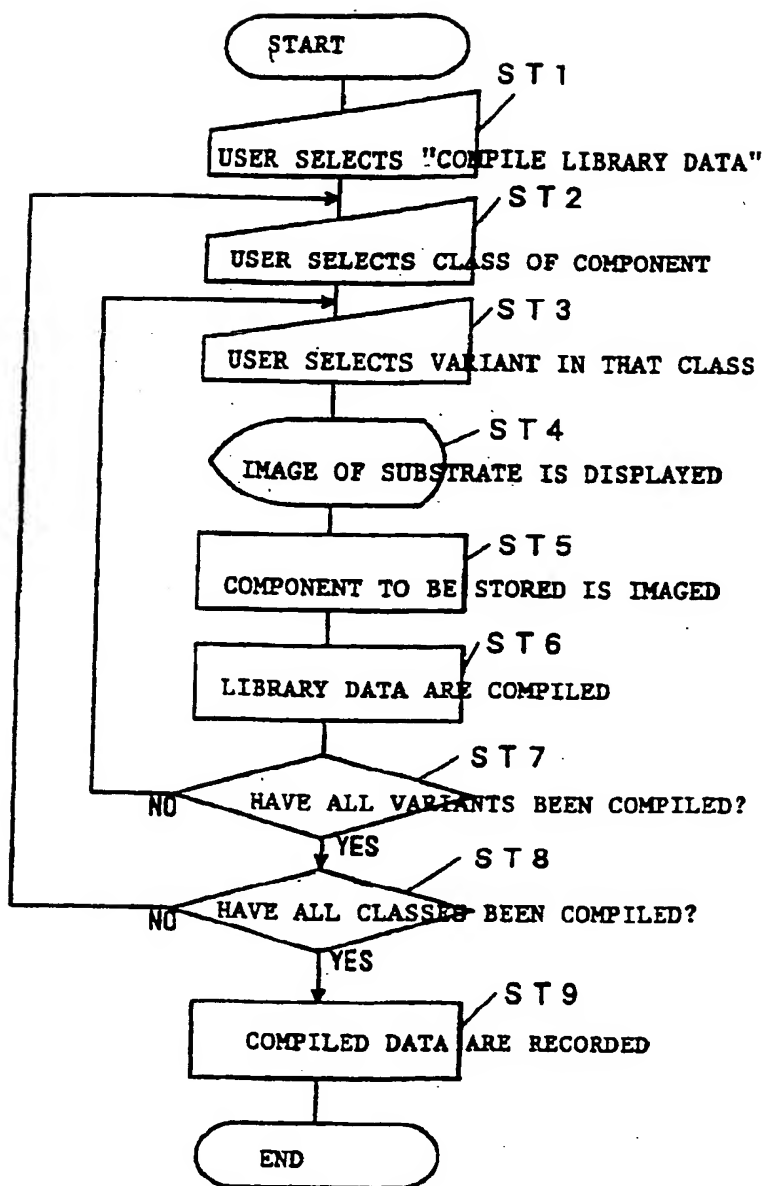 START
ST1
USER SELECTS "COMPILE LIBRARY DATA"
ST2
USER SELECTS CLASS OF COMPONENT
ST3
USER SELECTS VARIANT IN THAT CLASS
ST4
IMAGE OF SUBSTRATE IS DISPLAYED
ST5
COMPONENT TO BE STORED IS IMAGED
ST6
LIBRARY DATA ARE COMPILED
ST7
HAVE ALL VARIANTS BEEN COMPILED?
NO
YES
ST8
HAVE ALL CLASSES BEEN COMPILED?
NO
YES
ST9
COMPILED DATA ARE RECORDED
END